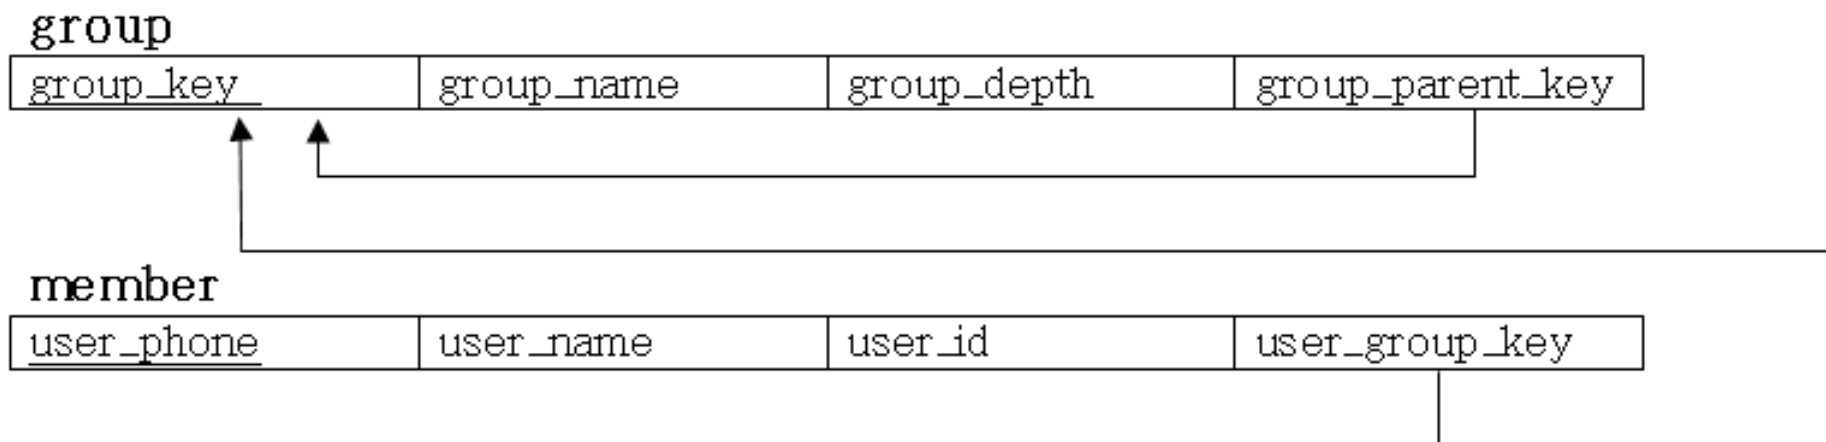 group
group_key group_name group_depth group_parent_key
member
user_phone user_name user_id user_group_key